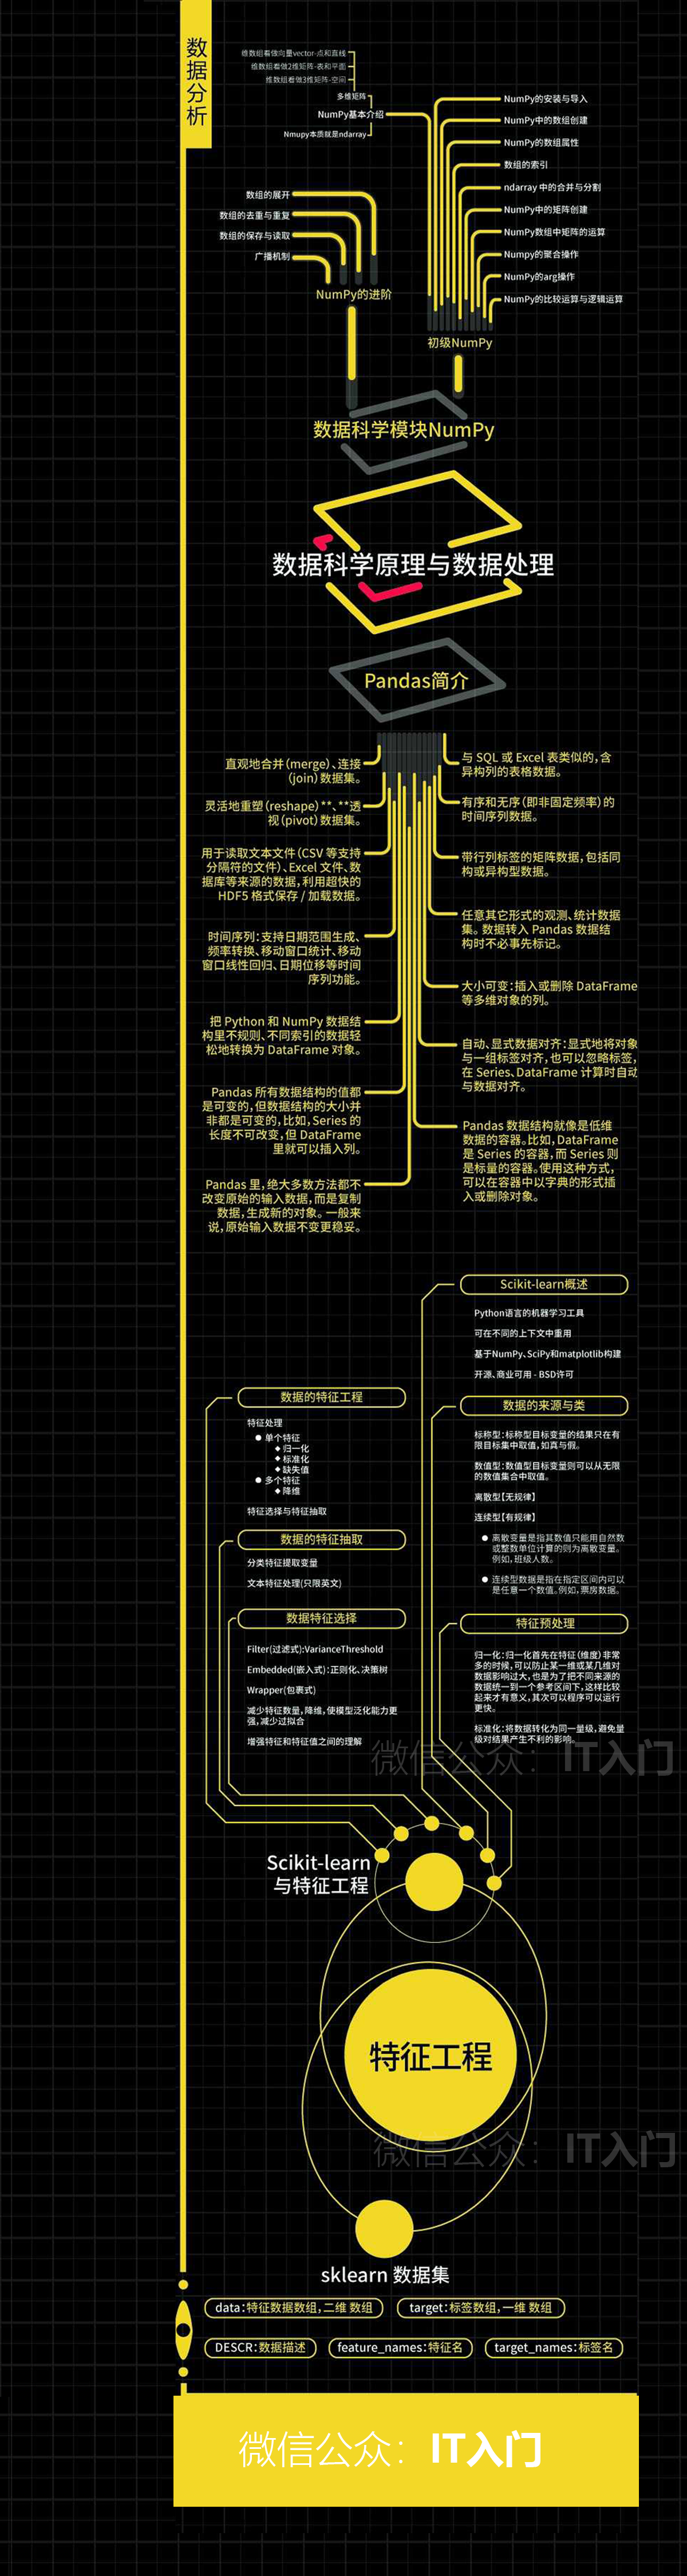 数据分析
维数组看做向量vector-点和直线
维数组看做2维矩阵-表和平面
维数组看做3维矩阵-空间
多维矩阵
NumPy基本介绍
Nmupy本质就是ndarray
NumPy的安装与导入
NumPy中的数组创建
NumPy的数组属性
数组的索引
ndarray 中的合并与分割
NumPy中的矩阵创建
NumPy数组中矩阵的运算
Numpy的聚合操作
NumPy的arg操作
NumPy的比较运算与逻辑运算
数组的展开
数组的去重与重复
数组的保存与读取
广播机制
NumPy的进阶
初级NumPy
数据科学模块NumPy
数据科学原理与数据处理
Pandas简介
直观地合并（merge）、连接
（join）数据集。
灵活地重塑（reshape）**、**透
视（pivot）数据集。
用于读取文本文件（CSV 等支持
分隔符的文件）、Excel 文件、数
据库等来源的数据，利用超快的
HDF5 格式保存 / 加载数据。
时间序列：支持日期范围生成、
频率转换、移动窗口统计、移动
窗口线性回归、日期位移等时间
序列功能。
把 Python 和 NumPy 数据结
构里不规则、不同索引的数据轻
松地转换为 DataFrame 对象。
Pandas 所有数据结构的值都
是可变的，但数据结构的大小并
非都是可变的，比如，Series 的
长度不可改变，但 DataFrame
里就可以插入列。
Pandas 里，绝大多数方法都不
改变原始的输入数据，而是复制
数据，生成新的对象。 一般来
说，原始输入数据不变更稳妥。
与 SQL 或 Excel 表类似的，含
异构列的表格数据。
有序和无序（即非固定频率）的
时间序列数据。
带行列标签的矩阵数据，包括同
构或异构型数据。
任意其它形式的观测、统计数据
集。数据转入 Pandas 数据结
构时不必事先标记。
大小可变：插入或删除 DataFrame
等多维对象的列。
自动、显式数据对齐：显式地将对象
与一组标签对齐，也可以忽略标签，
在 Series、DataFrame 计算时自动
与数据对齐。
Pandas 数据结构就像是低维
数据的容器。比如，DataFrame
是 Series 的容器，而 Series 则
是标量的容器。使用这种方式，
可以在容器中以字典的形式插
入或删除对象。
Scikit-learn概述
Python语言的机器学习工具
可在不同的上下文中重用
基于NumPy、SciPy和matplotlib构建
开源、商业可用 - BSD许可
数据的来源与类
标称型：标称型目标变量的结果只在有
限目标集中取值，如真与假。
数值型：数值型目标变量则可以从无限
的数值集合中取值。
离散型【无规律】
连续型【有规律】
● 离散变量是指其数值只能用自然数
或整数单位计算的则为离散变量。
例如，班级人数。
● 连续型数据是指在指定区间内可以
是任意一个数值。例如，票房数据。
特征预处理
归一化：归一化首先在特征（维度）非常
多的时候，可以防止某一维或某几维对
数据影响过大，也是为了把不同来源的
数据统一到一个参考区间下，这样比较
起来才有意义，其次可以程序可以运行
更快。
标准化：将数据转化为同一量级，避免量
级对结果产生不利的影响。
数据的特征工程
特征处理
● 单个特征
◆ 归一化
◆ 标准化
◆ 缺失值
● 多个特征
◆ 降维
特征选择与特征抽取
数据的特征抽取
分类特征提取变量
文本特征处理(只限英文)
数据特征选择
Filter(过滤式):VarianceThreshold
Embedded(嵌入式)：正则化、决策树
Wrapper(包裹式)
减少特征数量，降维，使模型泛化能力更
强，减少过拟合
增强特征和特征值之间的理解
微信公众： IT入门
Scikit-learn
与特征工程
特征工程
微信公众： IT入门
sklearn 数据集
data：特征数据数组，二维 数组
target：标签数组，一维 数组
DESCR：数据描述
feature_names：特征名
target_names：标签名
微信公众： IT入门